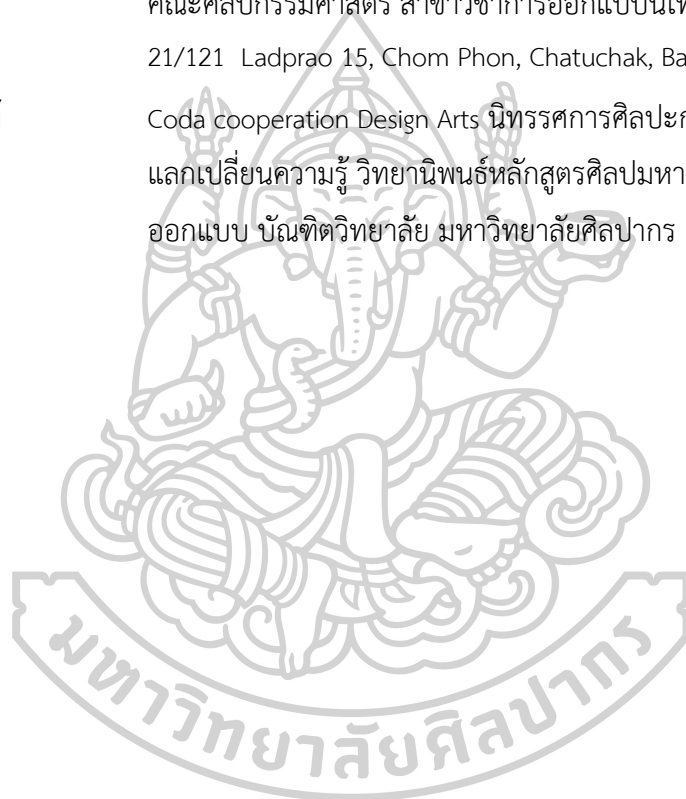 21/121 Ladprao 15, Chom Phon, Chatuchak, Ba
Coda cooperation Design Arts นิทรรศการศิลปะก
แลกเปลี่ยนความรู้ วิทยานิพนธ์หลักสูตรศิลปมหา
ออกแบบ บัณฑิตวิทยาลัย มหาวิทยาลัยศิลปากร
มหาวิทยาลัยศิลปากร